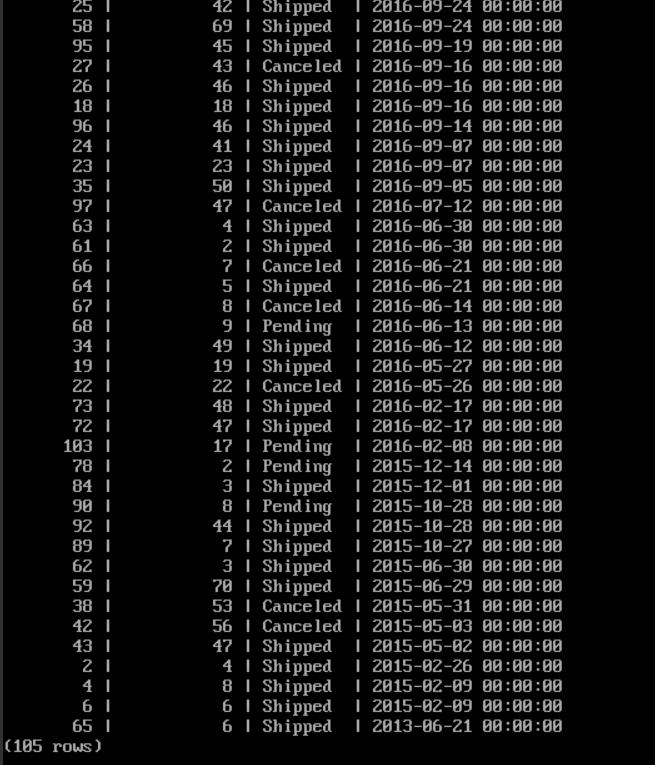 25 | 42 | Shipped | 2016-09-24 00:00:00
58 | 69 | Shipped | 2016-09-24 00:00:00
95 | 45 | Shipped | 2016-09-19 00:00:00
27 | 43 | Canceled | 2016-09-16 00:00:00
26 | 46 | Shipped | 2016-09-16 00:00:00
18 | 18 | Shipped | 2016-09-16 00:00:00
96 | 46 | Shipped | 2016-09-14 00:00:00
24 | 41 | Shipped | 2016-09-07 00:00:00
23 | 23 | Shipped | 2016-09-07 00:00:00
35 | 50 | Shipped | 2016-09-05 00:00:00
97 | 47 | Canceled | 2016-07-12 00:00:00
63 | 4 | Shipped | 2016-06-30 00:00:00
61 | 2 | Shipped | 2016-06-30 00:00:00
66 | 7 | Canceled | 2016-06-21 00:00:00
64 | 5 | Shipped | 2016-06-21 00:00:00
67 | 8 | Canceled | 2016-06-14 00:00:00
68 | 9 | Pending | 2016-06-13 00:00:00
34 | 49 | Shipped | 2016-06-12 00:00:00
19 | 19 | Shipped | 2016-05-27 00:00:00
22 | 22 | Canceled | 2016-05-26 00:00:00
73 | 48 | Shipped | 2016-02-17 00:00:00
72 | 47 | Shipped | 2016-02-17 00:00:00
103 | 17 | Pending | 2016-02-08 00:00:00
78 | 2 | Pending | 2015-12-14 00:00:00
84 | 3 | Shipped | 2015-12-01 00:00:00
90 | 8 | Pending | 2015-10-28 00:00:00
92 | 44 | Shipped | 2015-10-28 00:00:00
89 | 7 | Shipped | 2015-10-27 00:00:00
62 | 3 | Shipped | 2015-06-30 00:00:00
59 | 70 | Shipped | 2015-06-29 00:00:00
38 | 53 | Canceled | 2015-05-31 00:00:00
42 | 56 | Canceled | 2015-05-03 00:00:00
43 | 47 | Shipped | 2015-05-02 00:00:00
2 | 4 | Shipped | 2015-02-26 00:00:00
4 | 8 | Shipped | 2015-02-09 00:00:00
6 | 6 | Shipped | 2015-02-09 00:00:00
65 | 6 | Shipped | 2013-06-21 00:00:00
(105 rows)